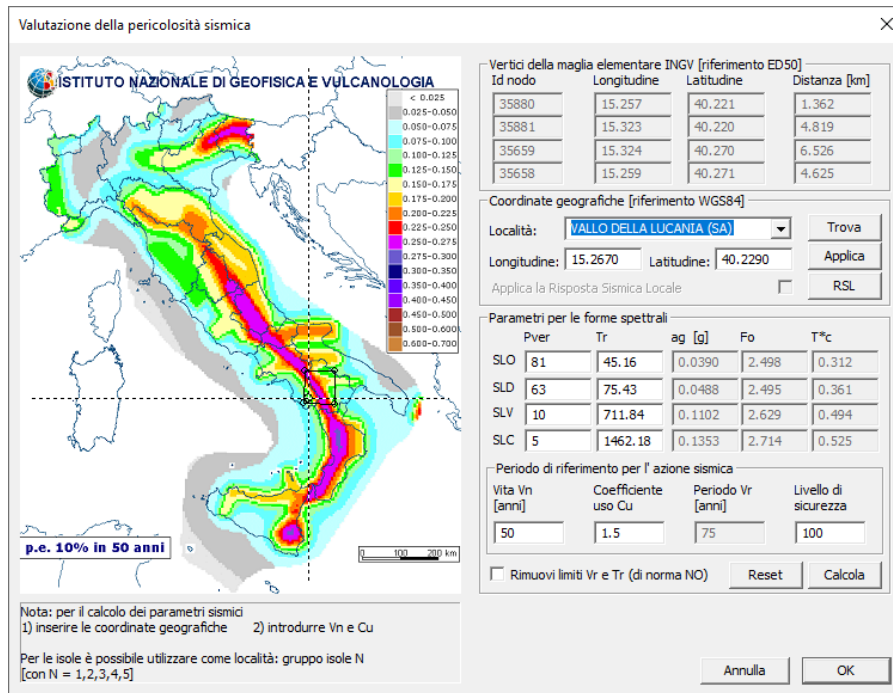 Valutazione della pericolosità sismica
ISTITUTO NAZIONALE DI GEOFISICA E VULCANOLOGIA
< 0.025
0.025-0.050
0.050-0.075
0.075-0.100
0.100-0.125
0.125-0.150
0.150-0.175
0.175-0.200
0.200-0.225
0.225-0.250
0.250-0.275
0.275-0.300
0.300-0.350
0.350-0.400
0.400-0.450
0.450-0.500
0.500-0.600
0.600-0.700
p.e. 10% in 50 anni
0 100 200 km
Nota: per il calcolo dei parametri sismici
1) inserire le coordinate geografiche 2) introdurre Vn e Cu
Per le isole è possibile utilizzare come località: gruppo isole N
[con N = 1,2,3,4,5]
Vertici della maglia elementare INGV [riferimento ED50]
Id nodo Longitudine Latitudine Distanza [km]
35880 15.257 40.221 1.362
35881 15.323 40.220 4.819
35659 15.324 40.270 6.526
35658 15.259 40.271 4.625
Coordinate geografiche [riferimento WGS84]
Località: VALLO DELLA LUCANIA (SA) Trova
Longitudine: 15.2670 Latitudine: 40.2290 Applica
Applica la Risposta Sismica Locale RSL
Parametri per le forme spettrali
Pver Tr ag [g] Fo T*c
SLO 81 45.16 0.0390 2.498 0.312
SLD 63 75.43 0.0488 2.495 0.361
SLV 10 711.84 0.1102 2.629 0.494
SLC 5 1462.18 0.1353 2.714 0.525
Periodo di riferimento per l' azione sismica
Vita Vn Coefficiente Periodo Vr Livello di
[anni] uso Cu [anni] sicurezza
50 1.5 75 100
Rimuovi limiti Vr e Tr (di norma NO) Reset Calcola
Annulla OK